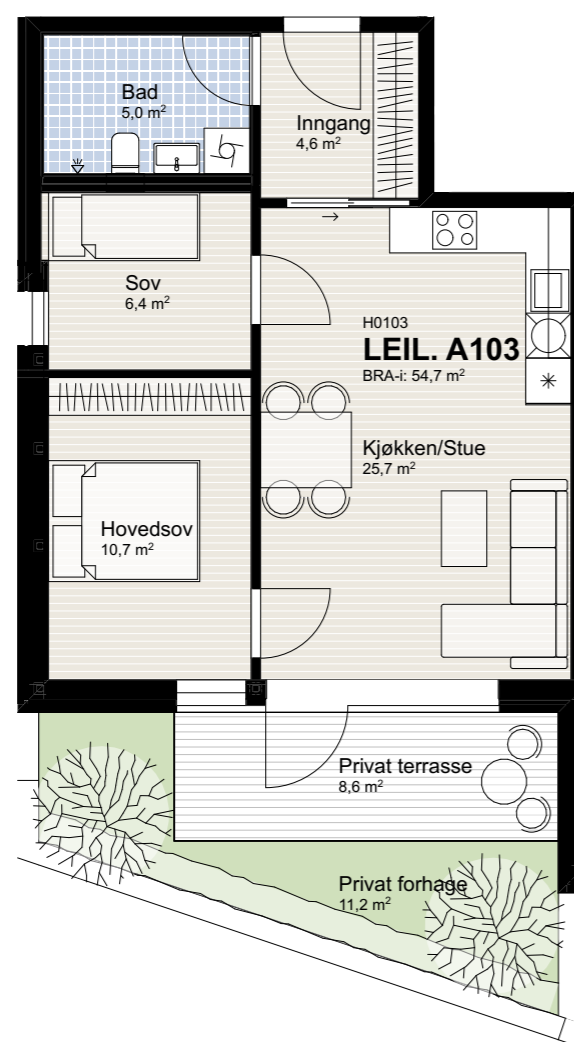 Bad
5,0 m²
Inngang
4,6 m²
Sov
6,4 m²
H0103
LEIL. A103
BRA-i: 54,7 m²
Kjøkken/Stue
25,7 m²
Hovedsov
10,7 m²
Privat terrasse
8,6 m²
Privat forhage
11,2 m²